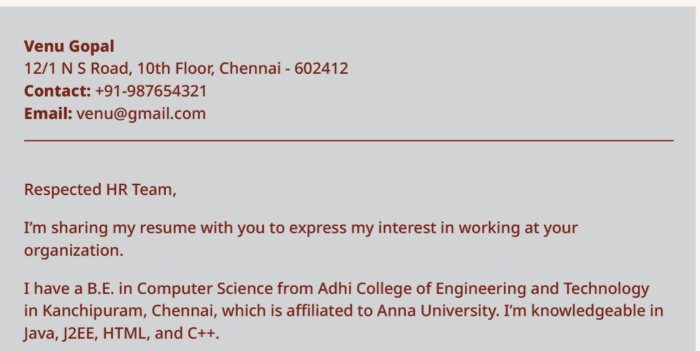 Venu Gopal
12/1 N S Road, 10th Floor, Chennai - 602412
Contact: +91-987654321
Email: venu@gmail.com
Respected HR Team,
I’m sharing my resume with you to express my interest in working at your
organization.
I have a B.E. in Computer Science from Adhi College of Engineering and Technology
in Kanchipuram, Chennai, which is affiliated to Anna University. I’m knowledgeable in
Java, J2EE, HTML, and C++.